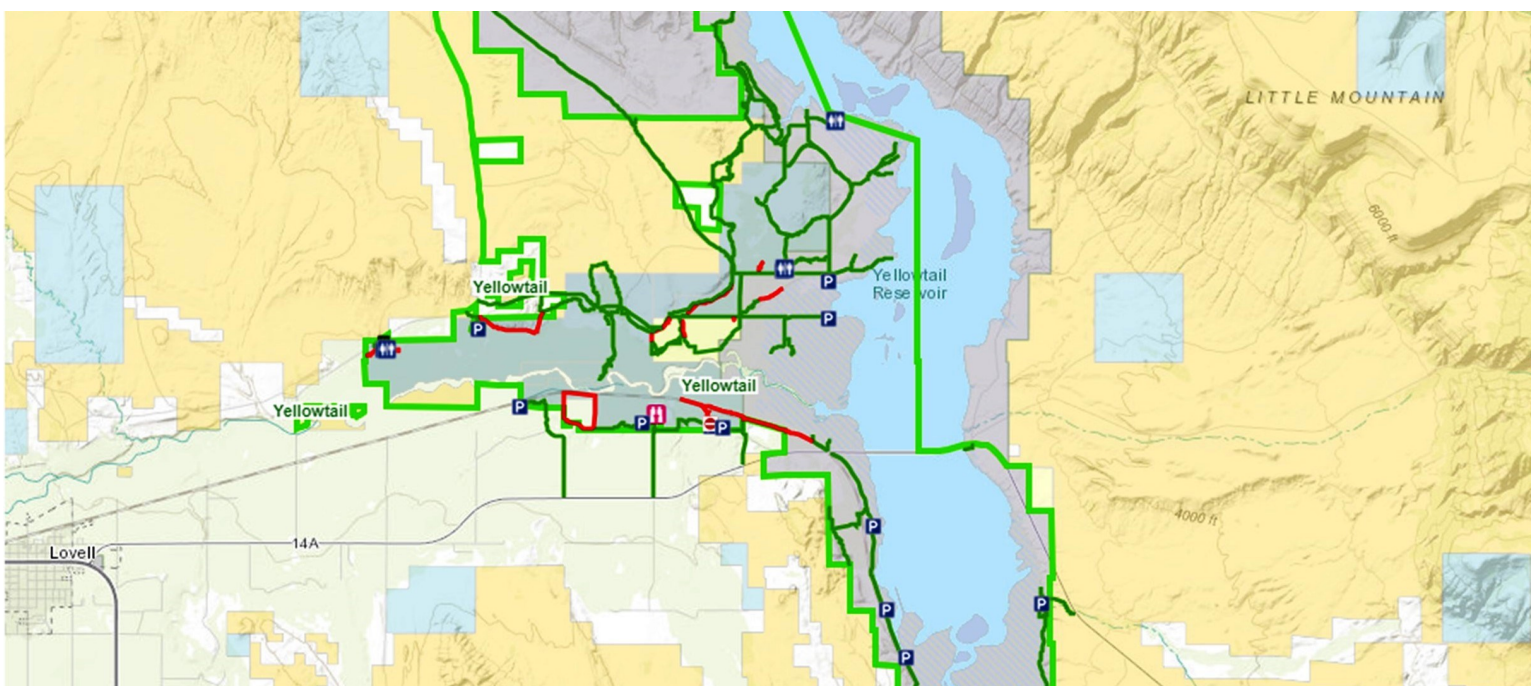 LITTLE MOUNTAIN
6000 ft
Yellowtail
Reservoir
Yellowtail
P
P
P
Yellowtail
Yellowtail
P
P
P
4000 ft
P
14A
Lovell
P
P
P